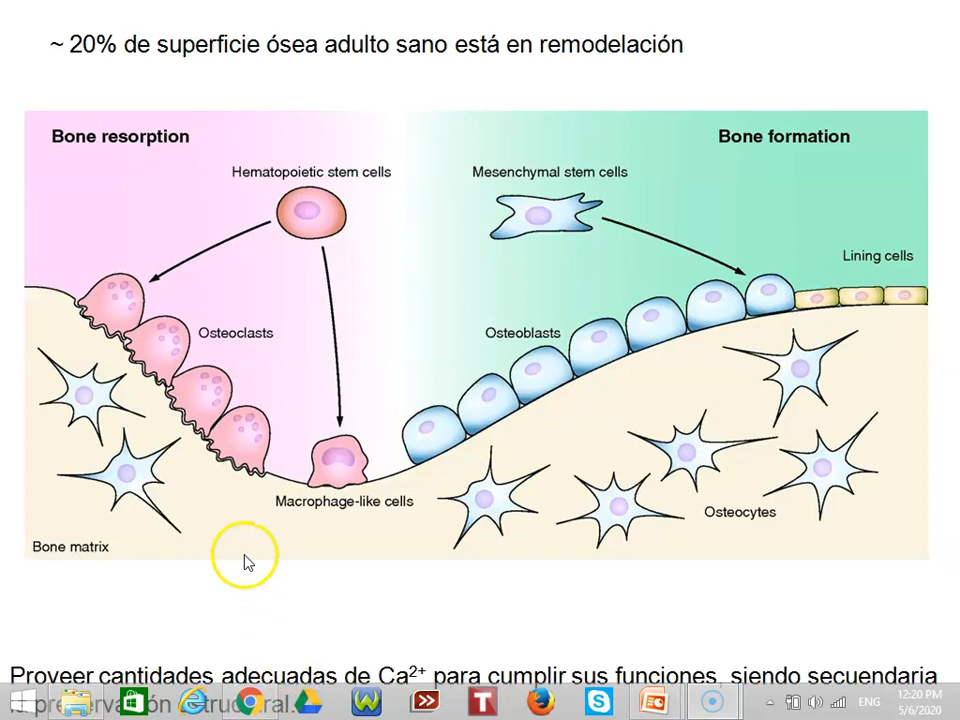 ~ 20% de superficie ósea adulto sano está en remodelación
Bone resorption
Bone formation
Hematopoietic stem cells
Mesenchymal stem cells
Lining cells
Osteoclasts
Osteoblasts
Macrophage-like cells
Osteocytes
Bone matrix
Proveer cantidades adecuadas de Ca²⁺ para cumplir sus funciones, siendo secundaria
ENG
12:20 PM
5/6/2020